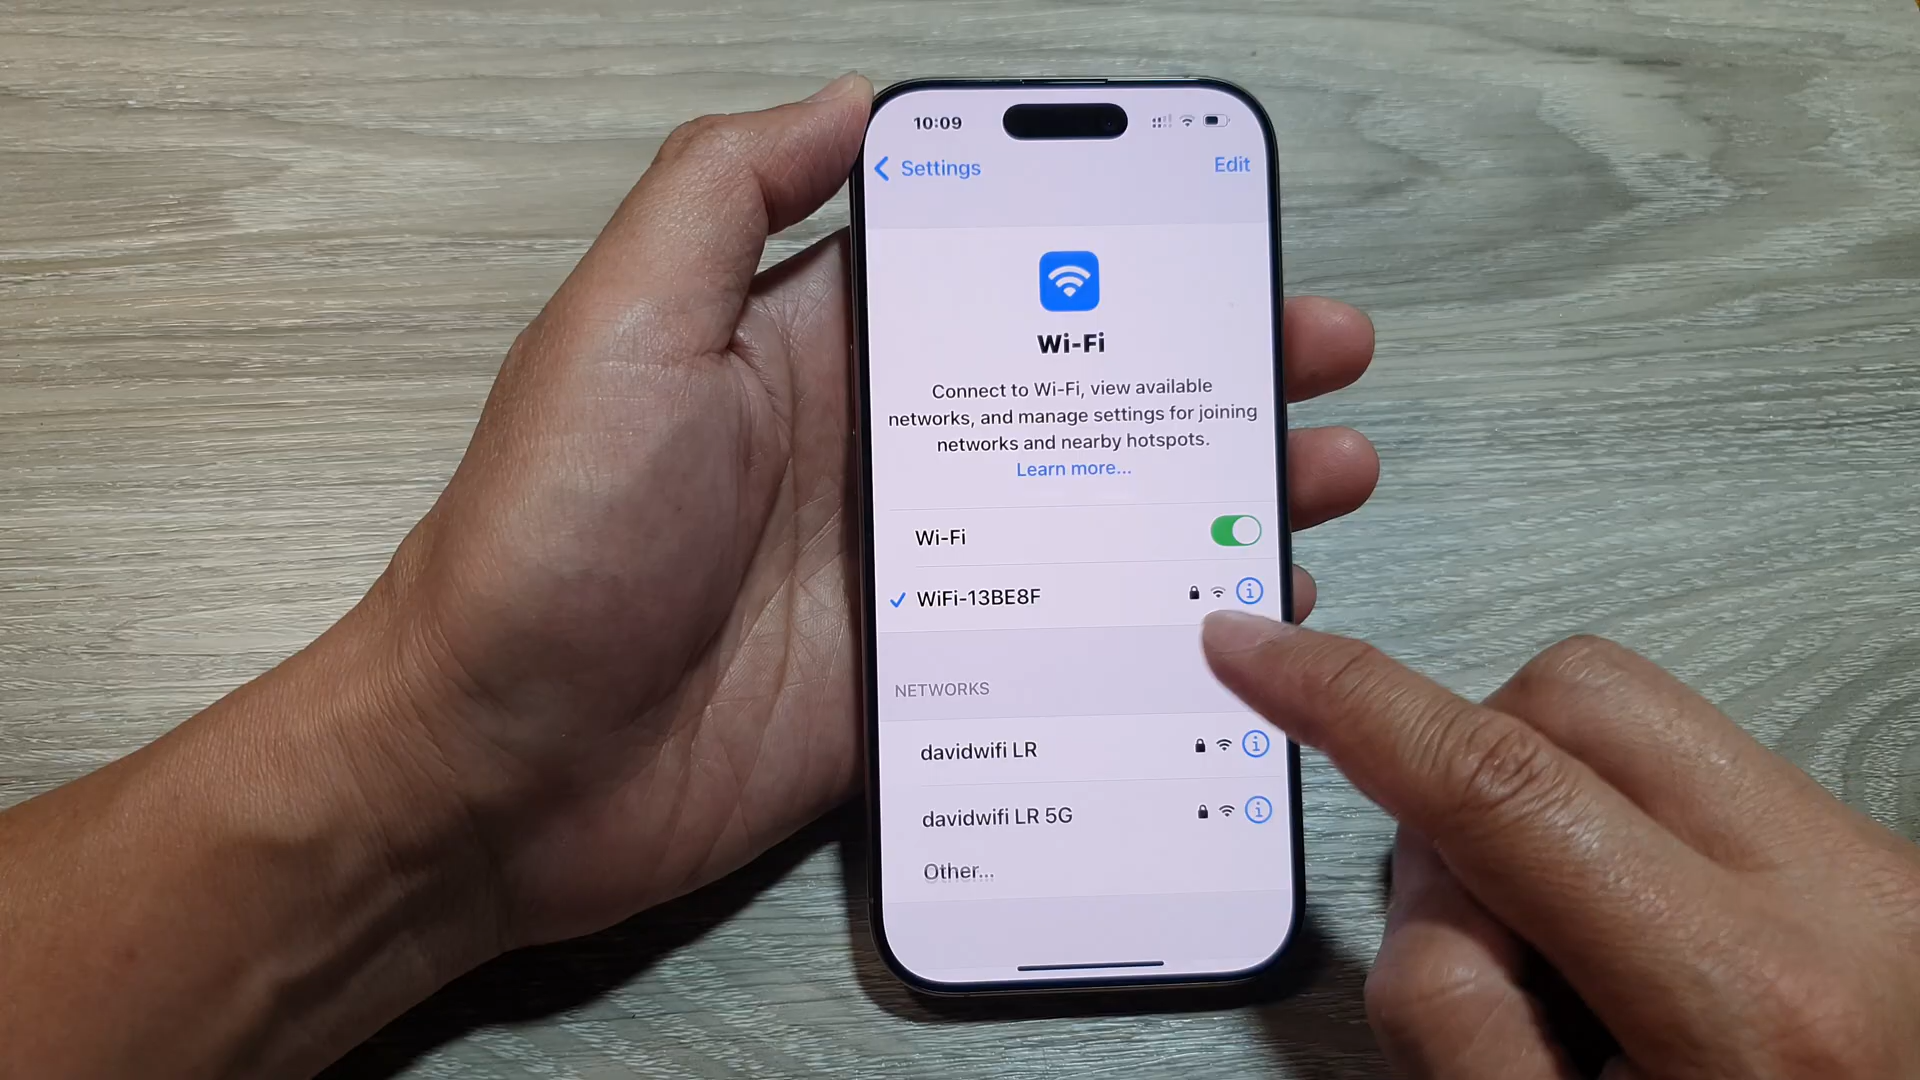 10:09
Settings
Edit
Wi-Fi
Connect to Wi-Fi, view available
networks, and manage settings for joining
networks and nearby hotspots.
Learn more...
Wi-Fi
WiFi-13BE8F
NETWORKS
davidwifi LR
davidwifi LR 5G
Other...